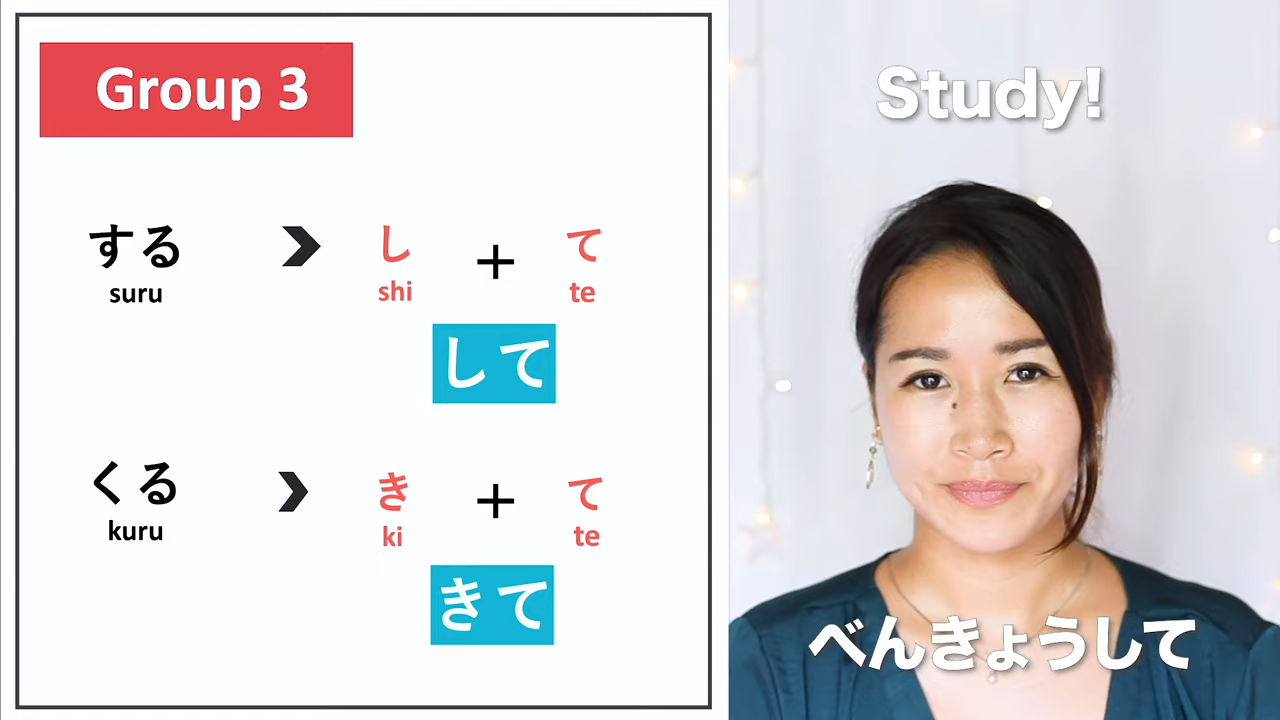 Group 3
する > し + て
suru shi te
して
くる > き + て
kuru ki te
きて
Study!
べんきょうして